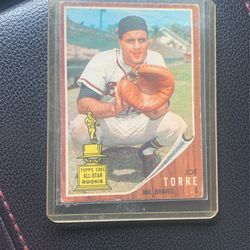 TOPPS 1961
ALL-STAR
ROOKIE
JOE
TORRE
MIL. BRAVES